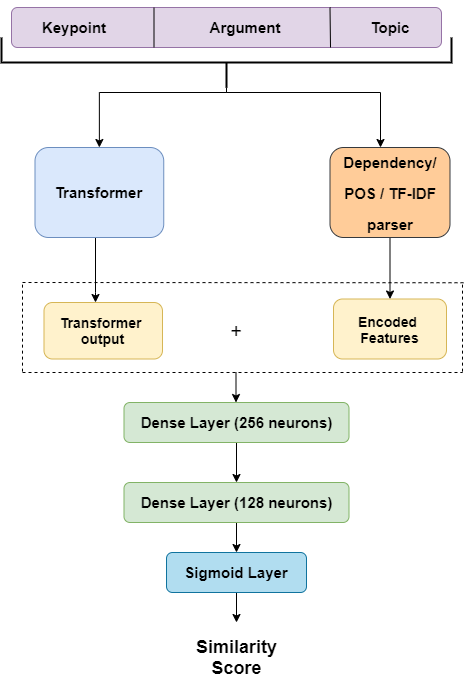 Keypoint Argument Topic
Transformer
Dependency/
POS / TF-IDF
parser
Transformer
output
+
Encoded
Features
Dense Layer (256 neurons)
Dense Layer (128 neurons)
Sigmoid Layer
Similarity
Score